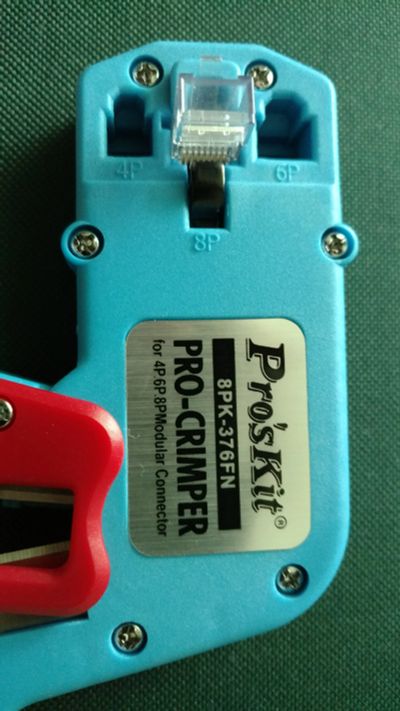 4P
6P
8P
Pro'sKit®
8PK-376FN
PRO-CRIMPER
for 4P.6P.8PModular Connector